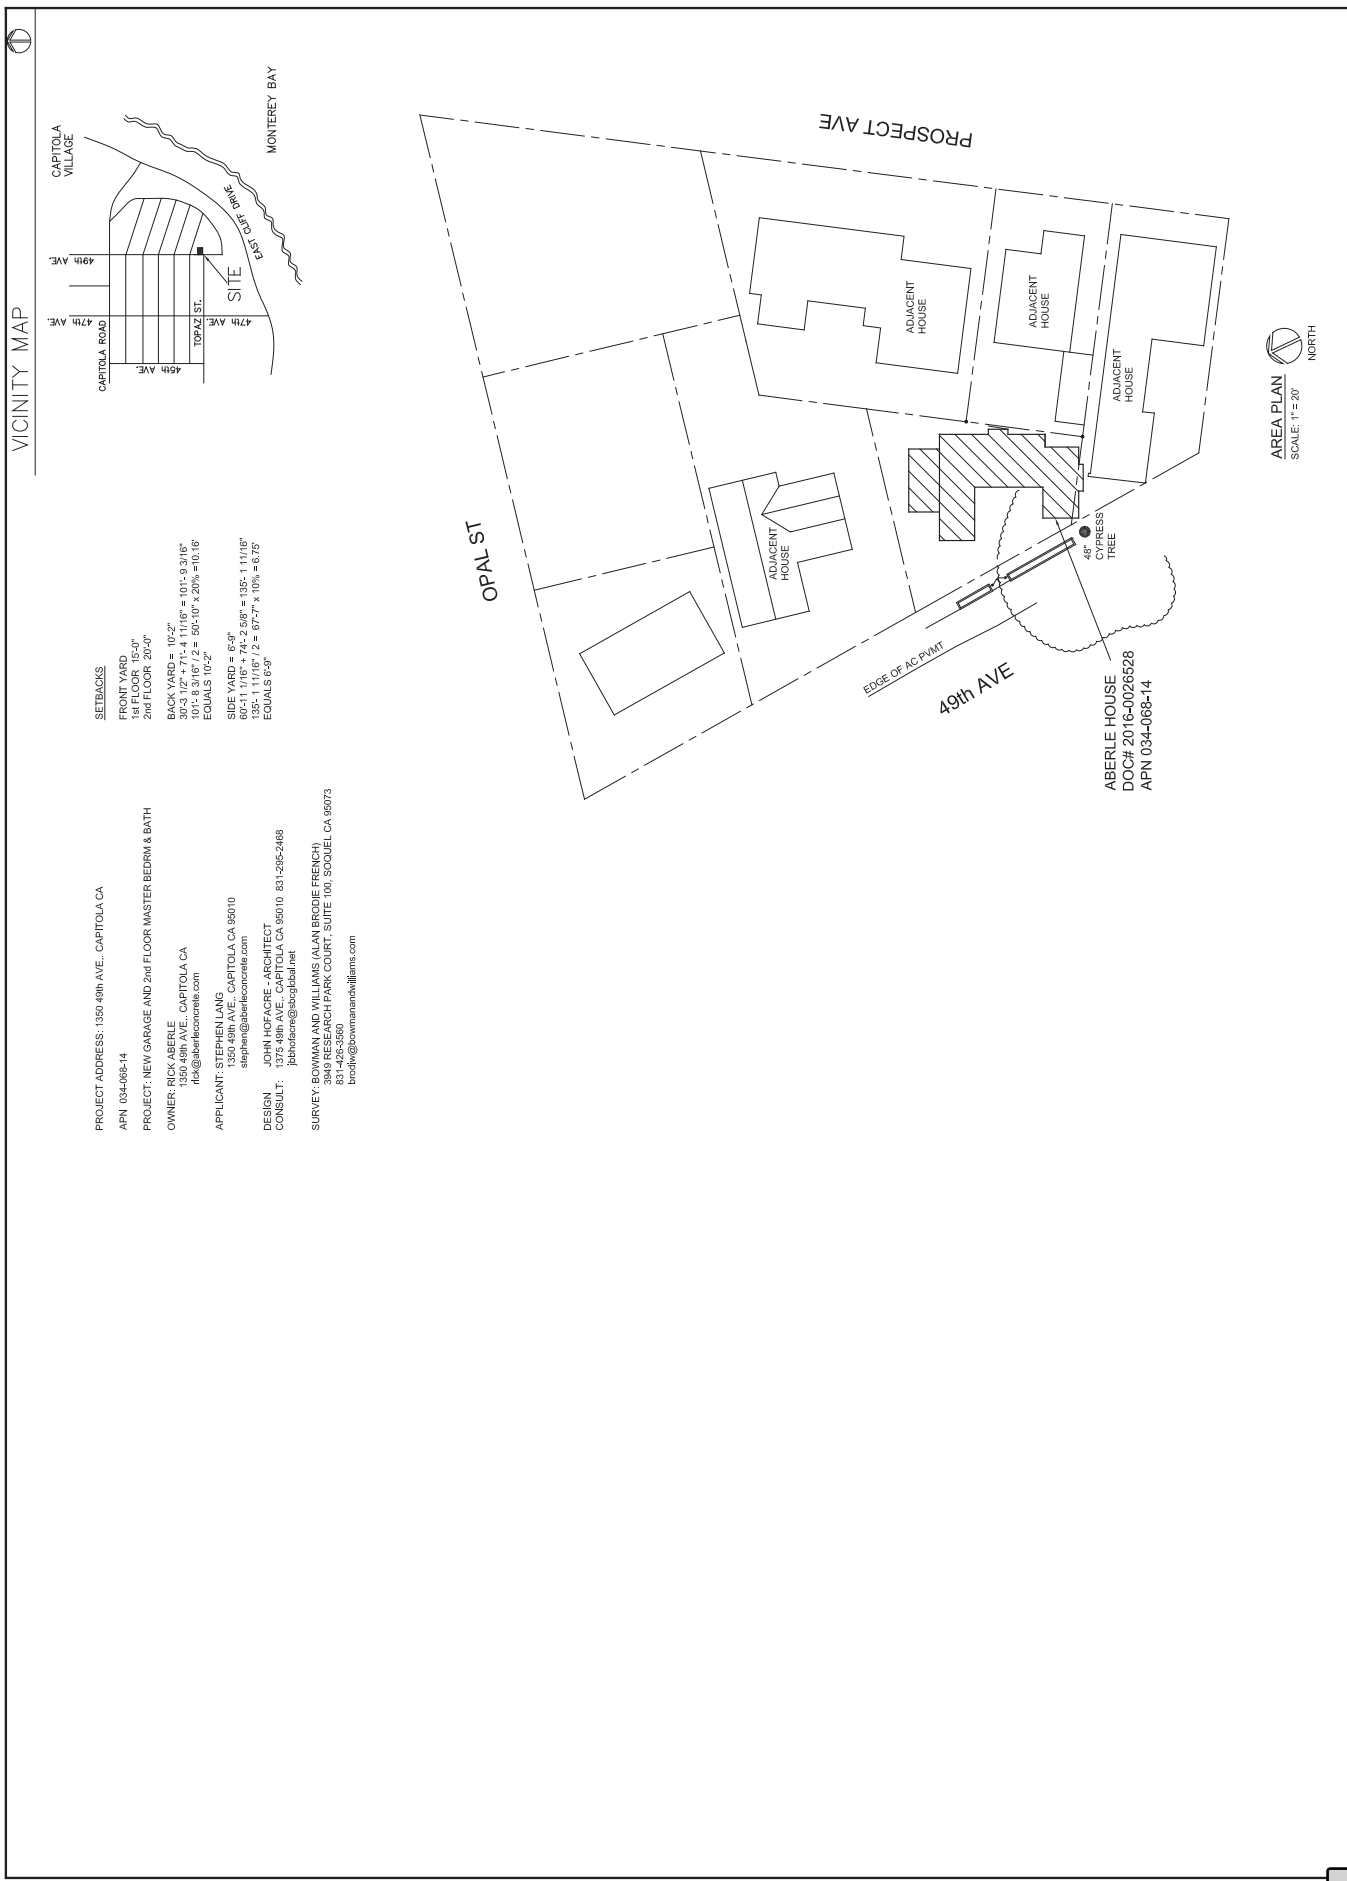 VICINITY MAP
CAPITOLA
VILLAGE
MONTEREY BAY
EAST CLIFF DRIVE
49th AVE.
SITE
47th AVE.
47th AVE.
TOPAZ ST.
CAPITOLA ROAD
45th AVE.
PROJECT ADDRESS: 1350 49th AVE,. CAPITOLA CA
APN 034-068-14
PROJECT: NEW GARAGE AND 2nd FLOOR MASTER BEDRM & BATH
OWNER: RICK ABERLE
1350 49th AVE,. CAPITOLA CA
rick@aberleconcrete.com
APPLICANT: STEPHEN LANG
1350 49th AVE,. CAPITOLA CA 95010
stephen@aberleconcrete.com
DESIGN JOHN HOFACRE - ARCHITECT
CONSULT: 1375 49th AVE,. CAPITOLA CA 95010 831-295-2468
jbbhofacre@sbcglobal.net
SURVEY: BOWMAN AND WILLIAMS (ALAN BRODIE FRENCH)
3949 RESEARCH PARK COURT, SUITE 100, SOQUEL CA 95073
831-426-3560
brodiw@bowmanandwilliams.com
SETBACKS
FRONT YARD
1st FLOOR 15'-0"
2nd FLOOR 20'-0"
BACK YARD = 10'-2"
30'-3 1/2" + 71'- 4 11/16" = 101'- 9 3/16"
101'- 8 3/16" / 2 = 50'-10" x 20% =10.16'
EQUALS 10'-2"
SIDE YARD = 6'-9"
60'-11 1/16" + 74'- 2 5/8" = 135'- 1 11/16"
135'- 1 11/16" / 2 = 67'-7" x 10% = 6.75'
EQUALS 6'-9"
OPAL ST
PROSPECT AVE
ADJACENT
HOUSE
ADJACENT
HOUSE
ADJACENT
HOUSE
ADJACENT
HOUSE
48"
CYPRESS
TREE
EDGE OF AC PVMT
49th AVE
ABERLE HOUSE
DOC# 2016-0026528
APN 034-068-14
AREA PLAN
SCALE: 1" = 20'
NORTH